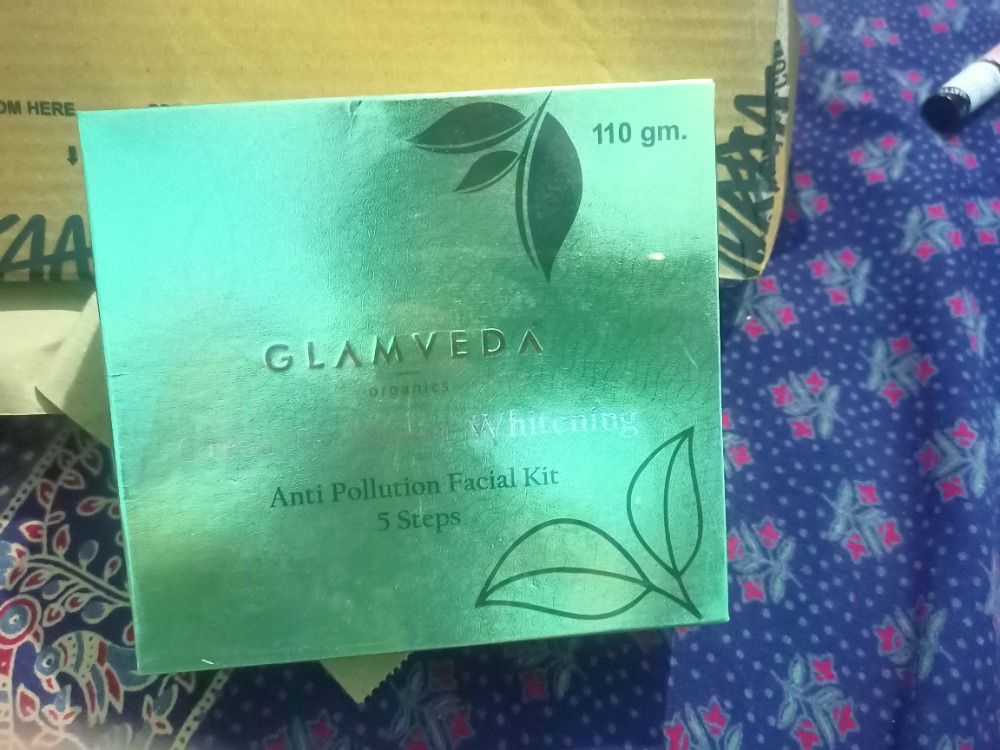 OM HERE
110 gm.
GLAMVEDA
organics
Whitening
Anti Pollution Facial Kit
5 Steps